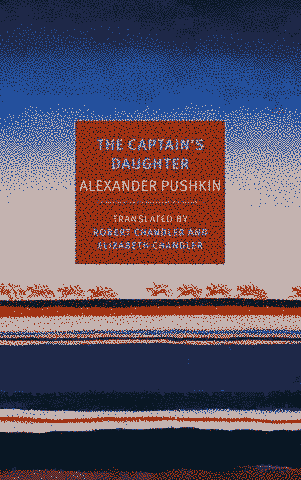 THE CAPTAIN'S
DAUGHTER
ALEXANDER PUSHKIN
TRANSLATED BY
ROBERT CHANDLER AND
ELIZABETH CHANDLER